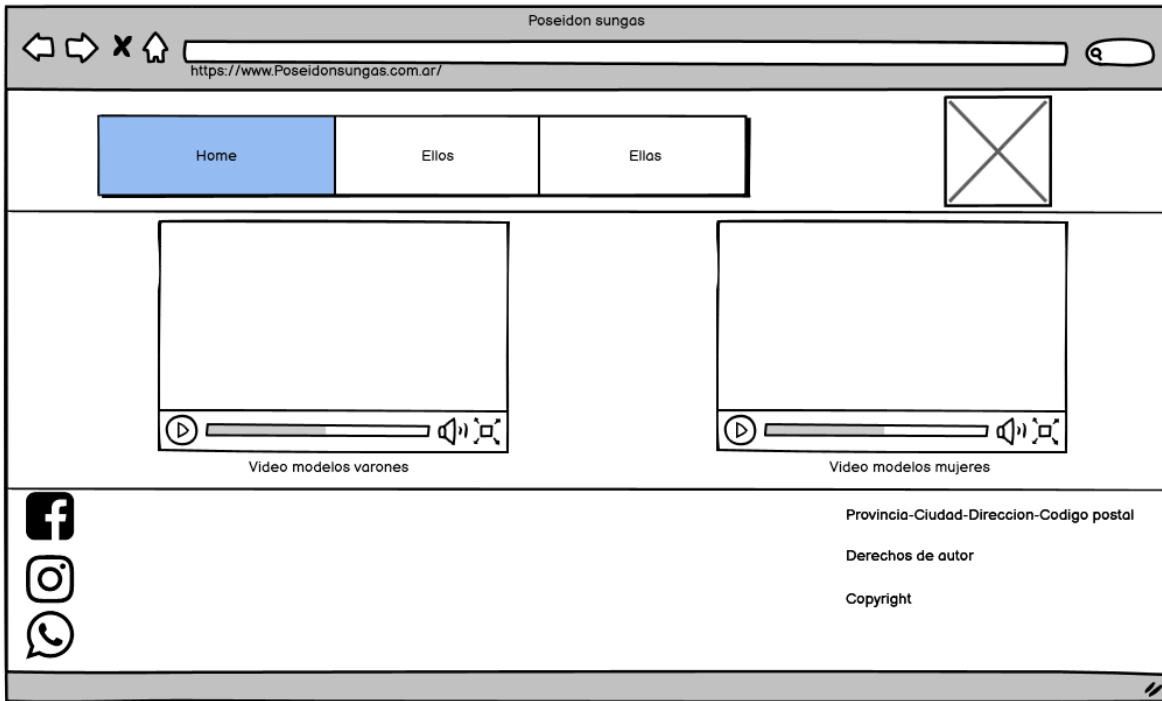 Poseidon sungas
https://www.Poseidonsungas.com.ar/
Home
Ellos
Ellas
Video modelos varones
Video modelos mujeres
Provincia-Ciudad-Direccion-Codigo postal
Derechos de autor
Copyright